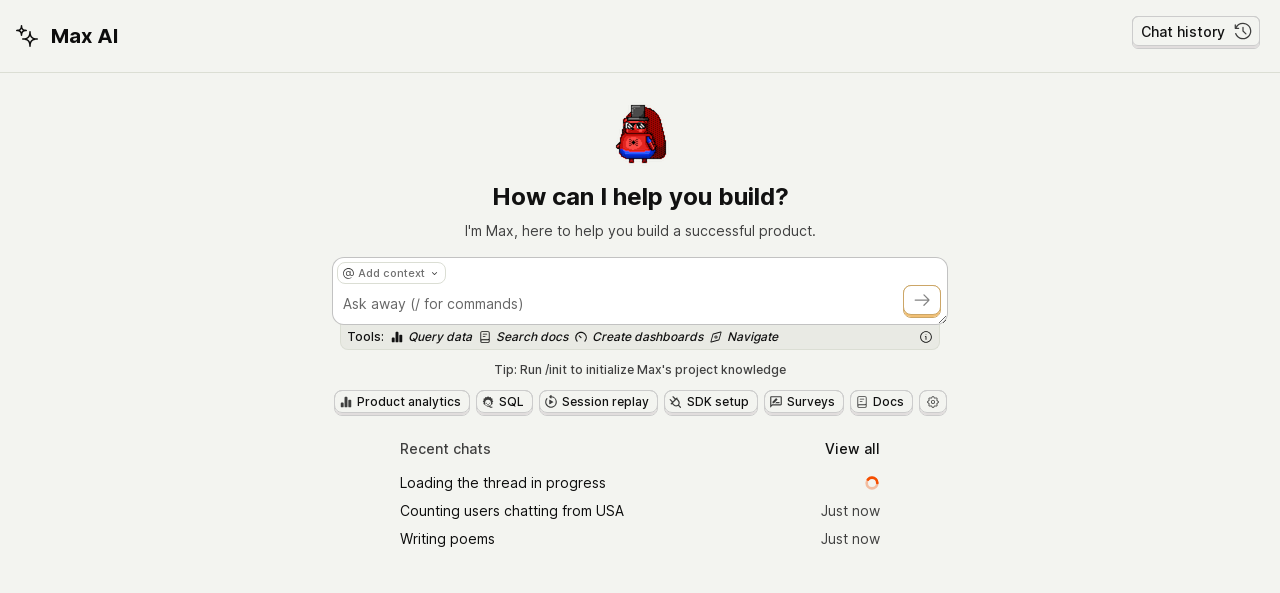 Max AI
Chat history
How can I help you build?
I'm Max, here to help you build a successful product.
@ Add context
Ask away (/ for commands)
Tools: Query data Search docs Create dashboards Navigate
Tip: Run /init to initialize Max's project knowledge
Product analytics SQL Session replay SDK setup Surveys Docs
Recent chats View all
Loading the thread in progress
Counting users chatting from USA Just now
Writing poems Just now